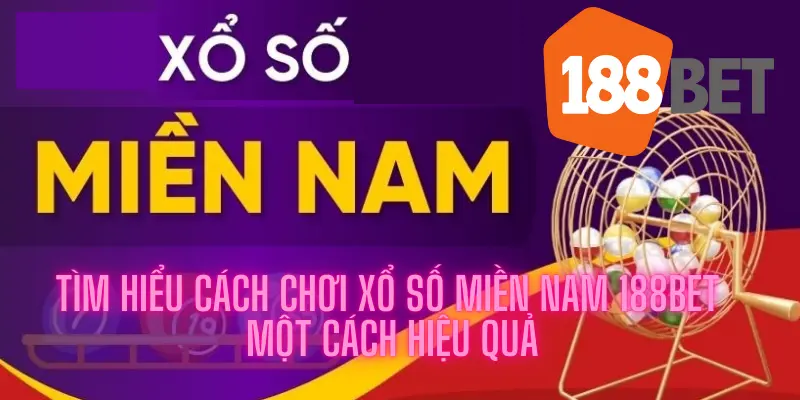 XỔ SỐ
188BET
MIỀN NAM
TÌM HIỂU CÁCH CHƠI XỔ SỐ MIỀN NAM 188BET
MỘT CÁCH HIỆU QUẢ